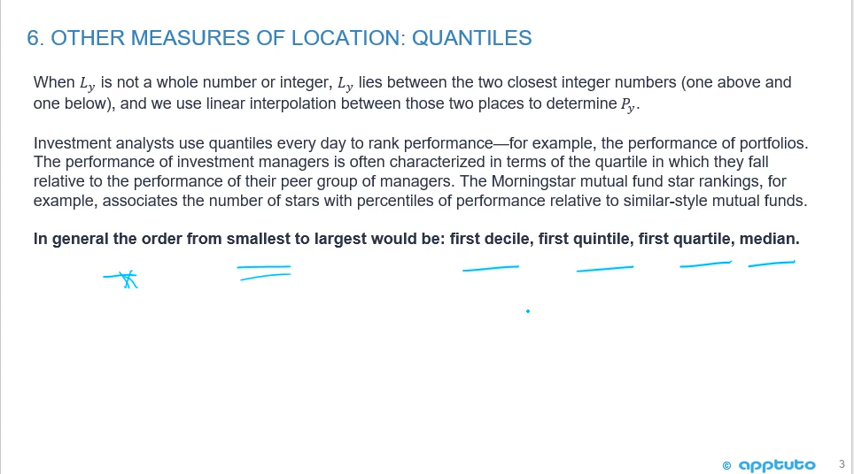 6. OTHER MEASURES OF LOCATION: QUANTILES
When Ly is not a whole number or integer, Ly lies between the two closest integer numbers (one above and
one below), and we use linear interpolation between those two places to determine Py.
Investment analysts use quantiles every day to rank performance—for example, the performance of portfolios.
The performance of investment managers is often characterized in terms of the quartile in which they fall
relative to the performance of their peer group of managers. The Morningstar mutual fund star rankings, for
example, associates the number of stars with percentiles of performance relative to similar-style mutual funds.
In general the order from smallest to largest would be: first decile, first quintile, first quartile, median.
© apptuto 3